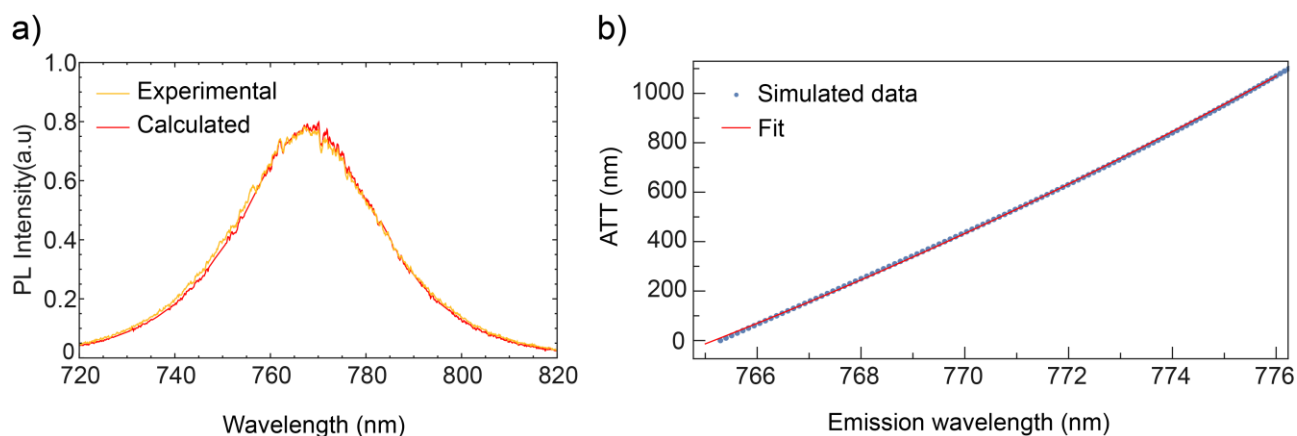 a)
1.0
0.8
0.6
0.4
0.2
0
PL Intensity(a.u)
Experimental
Calculated
720 740 760 780 800 820
Wavelength (nm)
b)
1000
800
600
400
200
0
ATT (nm)
Simulated data
Fit
766 768 770 772 774 776
Emission wavelength (nm)